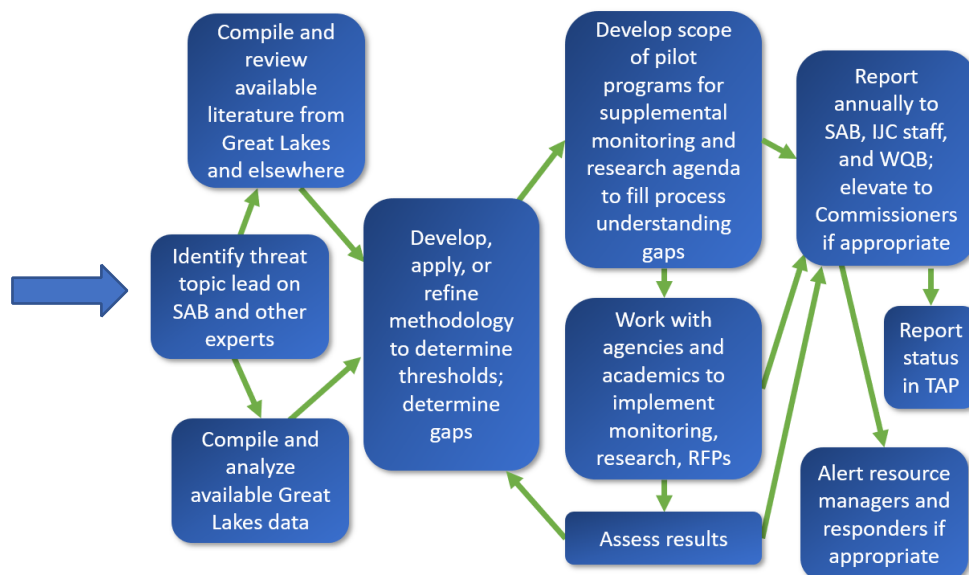 Compile and
review
available
literature from
Great Lakes
and elsewhere
Identify threat
topic lead on
SAB and other
experts
Compile and
analyze
available Great
Lakes data
Develop,
apply, or
refine
methodology
to determine
thresholds;
determine
gaps
Develop scope
of pilot
programs for
supplemental
monitoring and
research agenda
to fill process
understanding
gaps
Work with
agencies and
academics to
implement
monitoring,
research, RFPs
Assess results
Report
annually to
SAB, IJC staff,
and WQB;
elevate to
Commissioners
if appropriate
Report
status
in TAP
Alert resource
managers and
responders if
appropriate